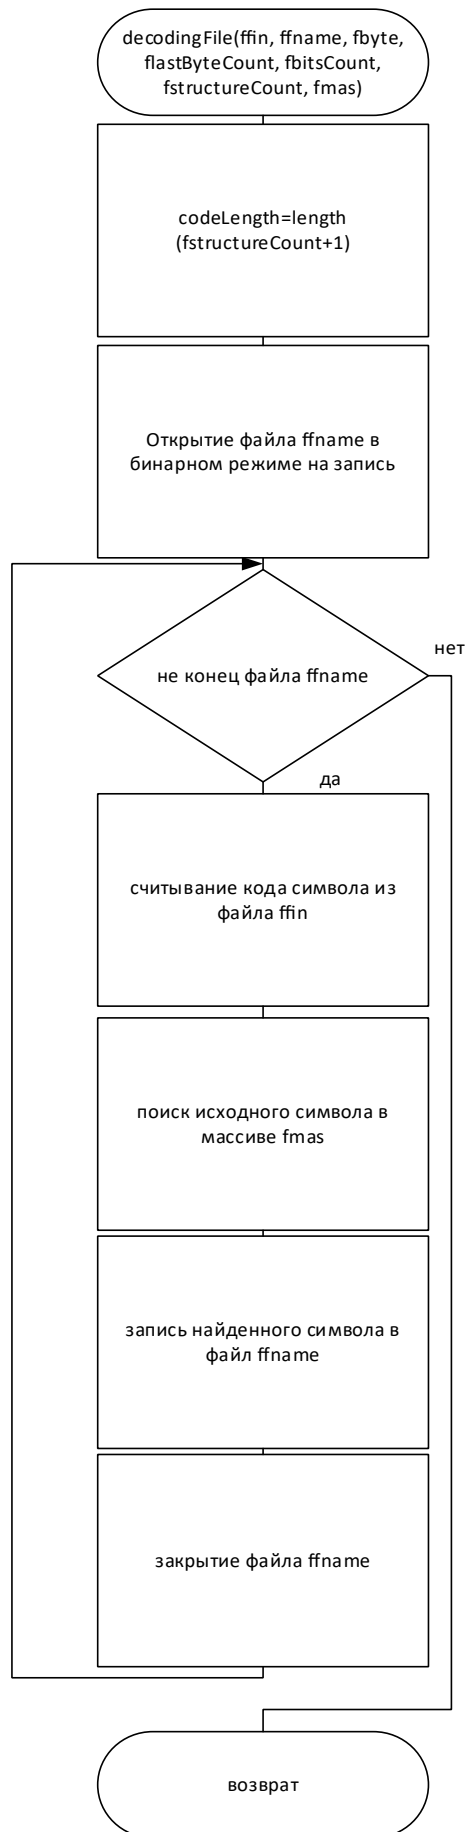 decodingFile(ffin, ffname, fbyte,
flastByteCount, fbitsCount,
fstructureCount, fmas)
codeLength=length
(fstructureCount+1)
Открытие файла ffname в
бинарном режиме на запись
не конец файла ffname
нет
да
считывание кода символа из
файла ffin
поиск исходного символа в
массиве fmas
запись найденного символа в
файл ffname
закрытие файла ffname
возврат